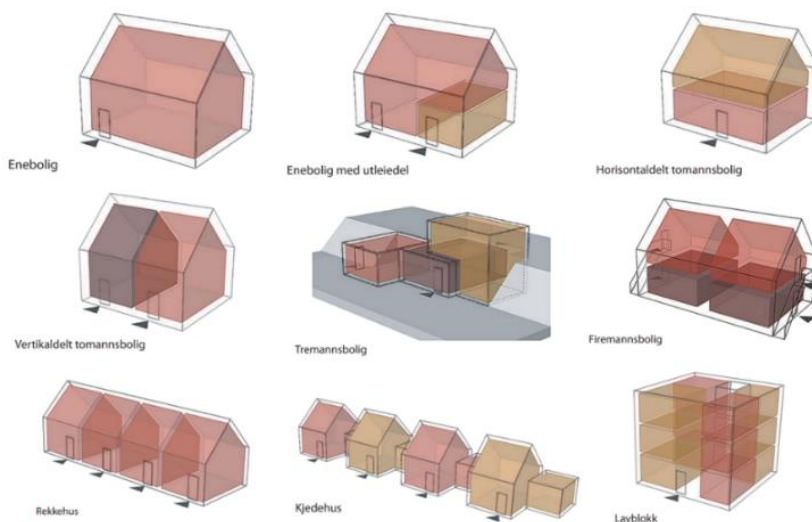 Enebolig
Enebolig med utleiedel
Horisontaldelt tomannsbolig
Vertikaldelt tomannsbolig
Tremannsbolig
Firemannsbolig
Rekkehus
Kjedehus
Lavblokk